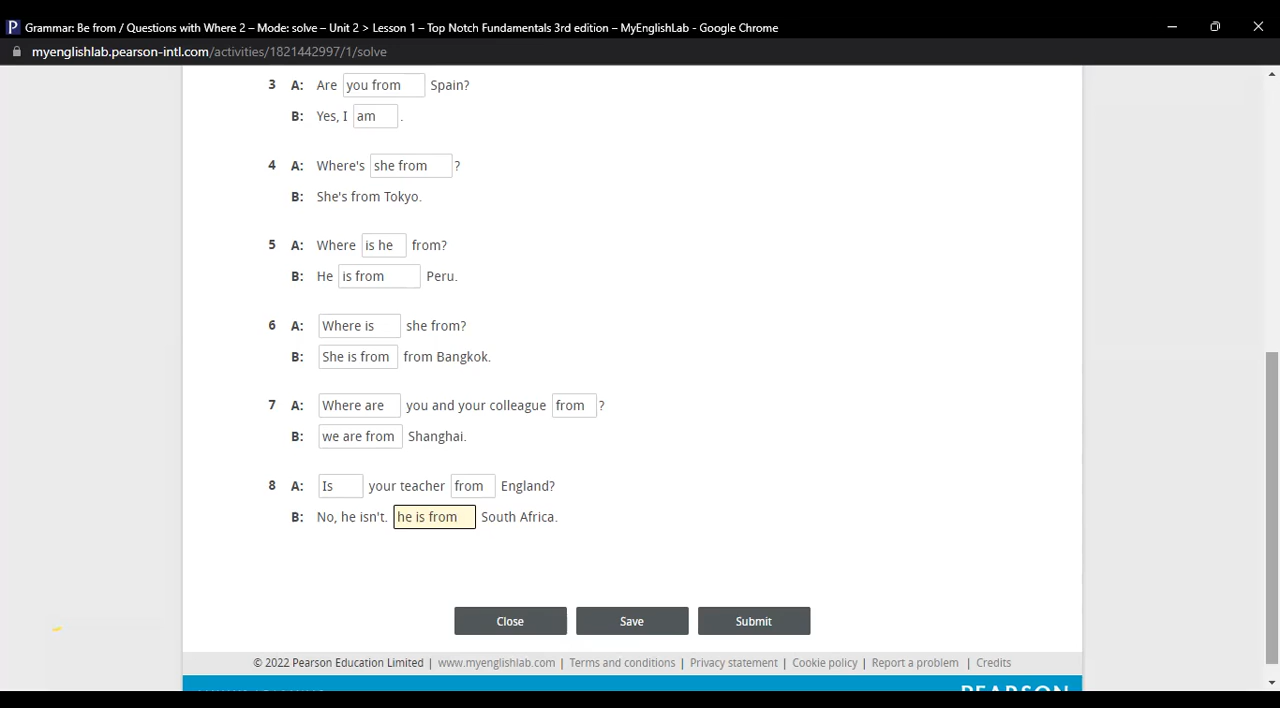 Grammar: Be from / Questions with Where 2 – Mode: solve – Unit 2 > Lesson 1 – Top Notch Fundamentals 3rd edition – MyEnglishLab - Google Chrome
myenglishlab.pearson-intl.com/activities/1821442997/1/solve
3 A: Are you from Spain?
B: Yes, I am .
4 A: Where's she from ?
B: She's from Tokyo.
5 A: Where is he from?
B: He is from Peru.
6 A: Where is she from?
B: She is from from Bangkok.
7 A: Where are you and your colleague from ?
B: we are from Shanghai.
8 A: Is your teacher from England?
B: No, he isn't. he is from South Africa.
Close Save Submit
© 2022 Pearson Education Limited | www.myenglishlab.com | Terms and conditions | Privacy statement | Cookie policy | Report a problem | Credits
PEARSON